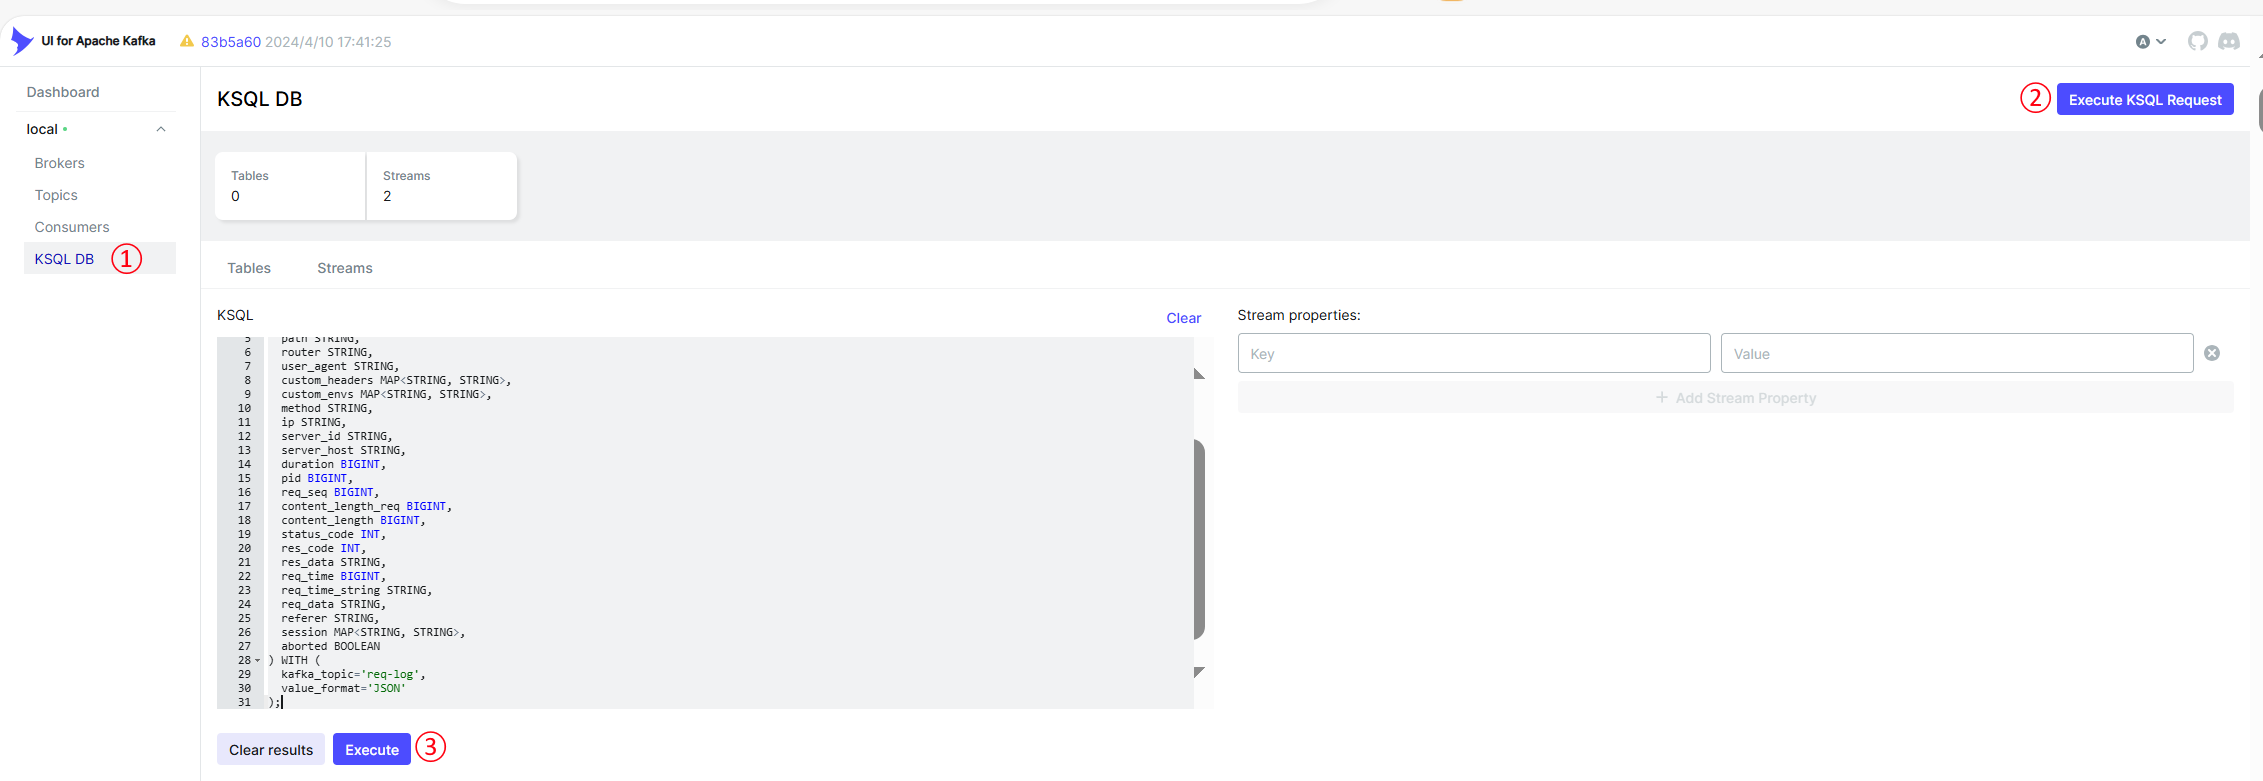 UI for Apache Kafka
83b5a60 2024/4/10 17:41:25
A
Dashboard
local
Brokers
Topics
Consumers
KSQL DB ①
KSQL DB
② Execute KSQL Request
Tables
0
Streams
2
Tables
Streams
KSQL
Clear
5 path STRING,
6 router STRING,
7 user_agent STRING,
8 custom_headers MAP<STRING, STRING>,
9 custom_envs MAP<STRING, STRING>,
10 method STRING,
11 ip STRING,
12 server_id STRING,
13 server_host STRING,
14 duration BIGINT,
15 pid BIGINT,
16 req_seq BIGINT,
17 content_length_req BIGINT,
18 content_length BIGINT,
19 status_code INT,
20 res_code INT,
21 res_data STRING,
22 req_time BIGINT,
23 req_time_string STRING,
24 req_data STRING,
25 referer STRING,
26 session MAP<STRING, STRING>,
27 aborted BOOLEAN
28 ) WITH (
29 kafka_topic='req-log',
30 value_format='JSON'
31 );
Clear results
Execute ③
Stream properties:
Key
Value
+ Add Stream Property